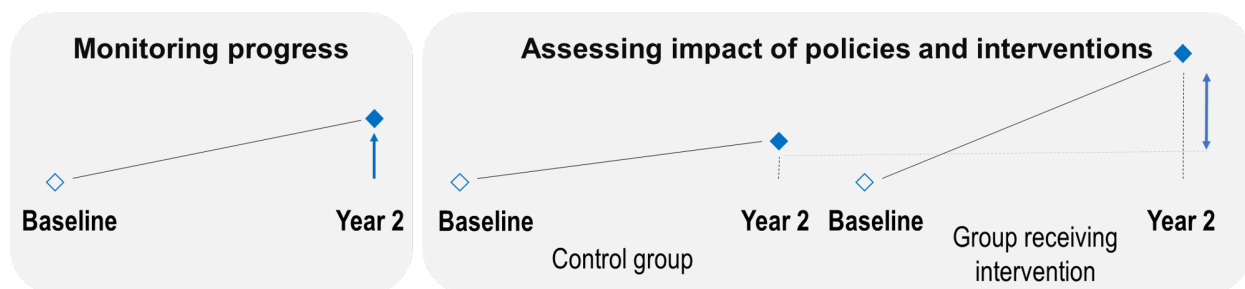 Monitoring progress
Baseline
Year 2
Assessing impact of policies and interventions
Baseline
Year 2
Control group
Baseline
Year 2
Group receiving
intervention